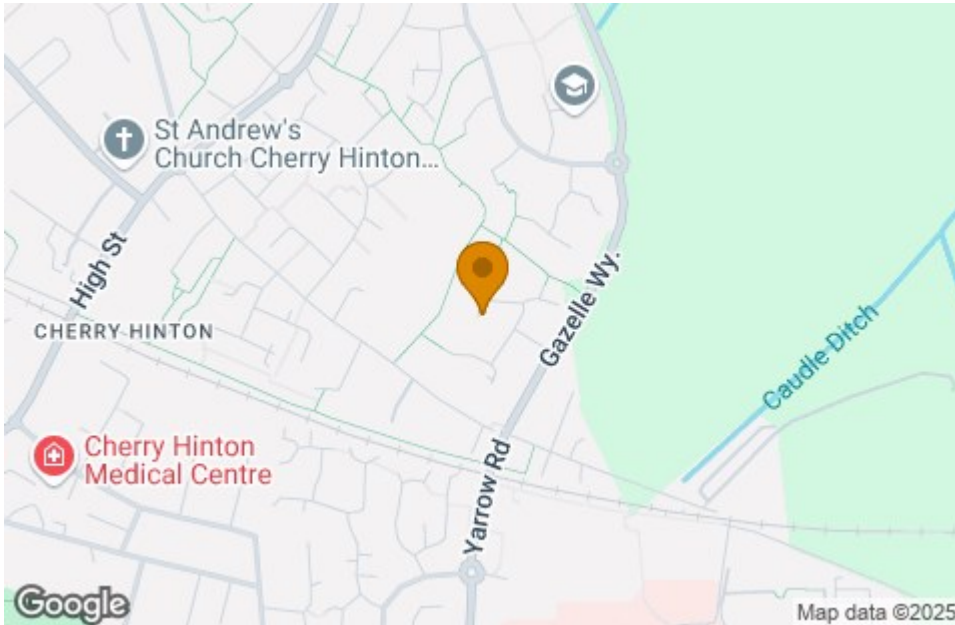 St Andrew's
Church Cherry Hinton...
High St
Gazelle Wy.
CHERRY HINTON
Caudle Ditch
Cherry Hinton
Medical Centre
Yarrow Rd
Google
Map data ©2025